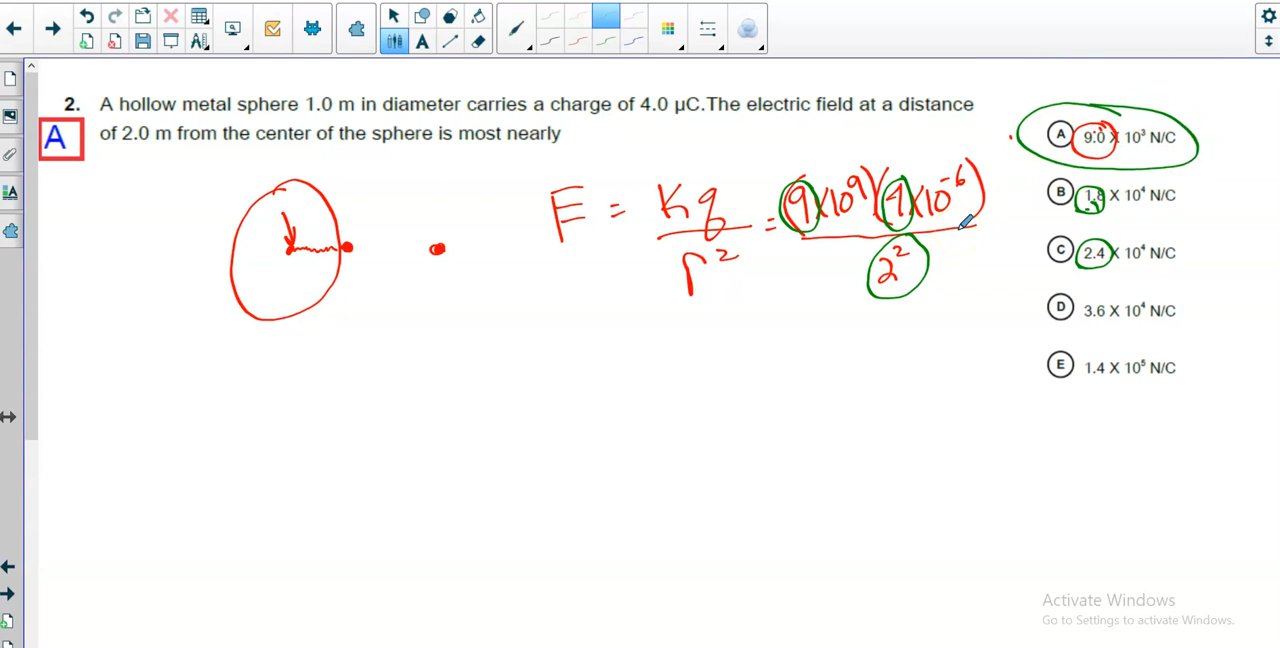 2. A hollow metal sphere 1.0 m in diameter carries a charge of 4.0 µC.The electric field at a distance
of 2.0 m from the center of the sphere is most nearly
A
A 9.0 X 10³ N/C
B 1.8 X 10⁴ N/C
C 2.4 X 10⁴ N/C
D 3.6 X 10⁴ N/C
E 1.4 X 10⁵ N/C
E = Kq / r² = (9×10⁹)(4×10⁻⁶) / 2²
Activate Windows
Go to Settings to activate Windows.